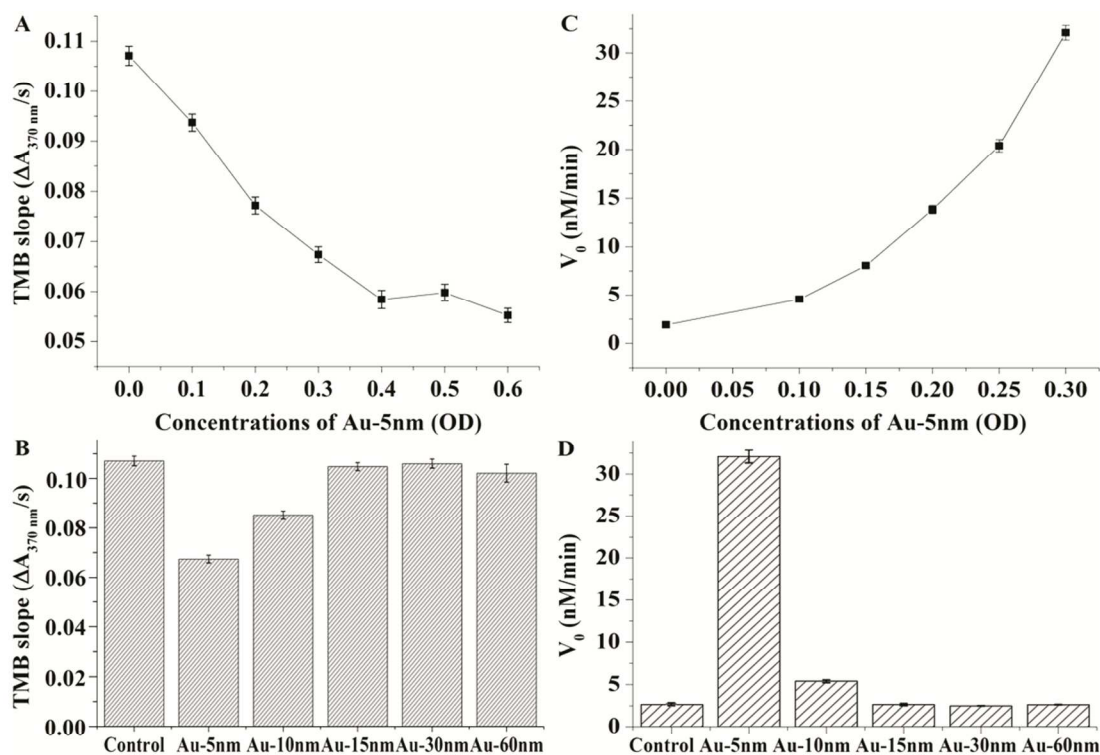 A
0.11
0.10
0.09
0.08
0.07
0.06
0.05
TMB slope (ΔA370 nm/s)
0.0 0.1 0.2 0.3 0.4 0.5 0.6
Concentrations of Au-5nm (OD)
C
30
25
20
15
10
5
0
V0 (nM/min)
0.00 0.05 0.10 0.15 0.20 0.25 0.30
Concentrations of Au-5nm (OD)
B
0.10
0.08
0.06
0.04
0.02
0.00
TMB slope (ΔA370 nm/s)
Control Au-5nm Au-10nm Au-15nm Au-30nm Au-60nm
D
30
25
20
15
10
5
0
V0 (nM/min)
Control Au-5nm Au-10nm Au-15nm Au-30nm Au-60nm